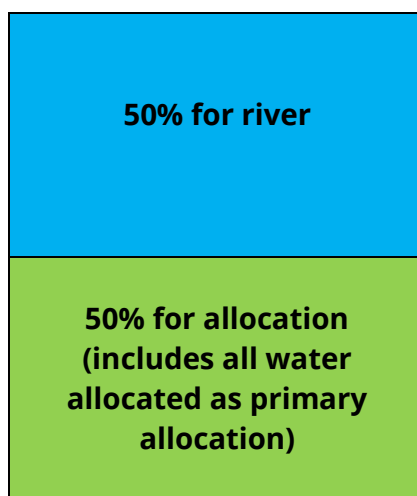 50% for river
50% for allocation
(includes all water
allocated as primary
allocation)